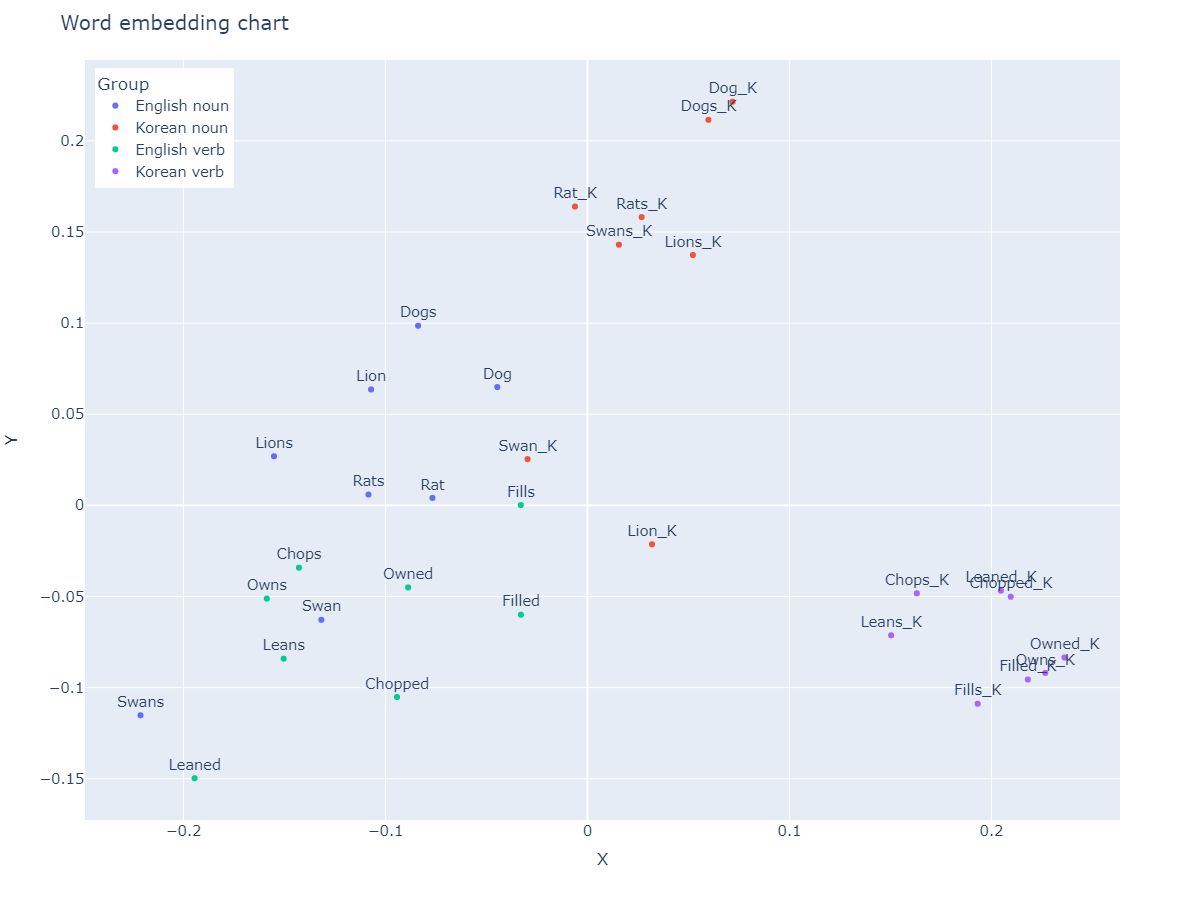 Word embedding chart
Group
English noun
Korean noun
English verb
Korean verb
Dog_K
Dogs_K
Rat_K
Rats_K
Swans_K
Lions_K
Dogs
Lion
Dog
Lions
Swan_K
Rats
Rat
Fills
Lion_K
Chops
Owns
Owned
Swan
Filled
Leans
Chopped
Swans
Leaned
Chops_K
Leaned_K
Chopped_K
Leans_K
Owned_K
Owns_K
Filled_K
Fills_K
0.2
0.15
0.1
0.05
0
−0.05
−0.1
−0.15
Y
−0.2
−0.1
0
0.1
0.2
X